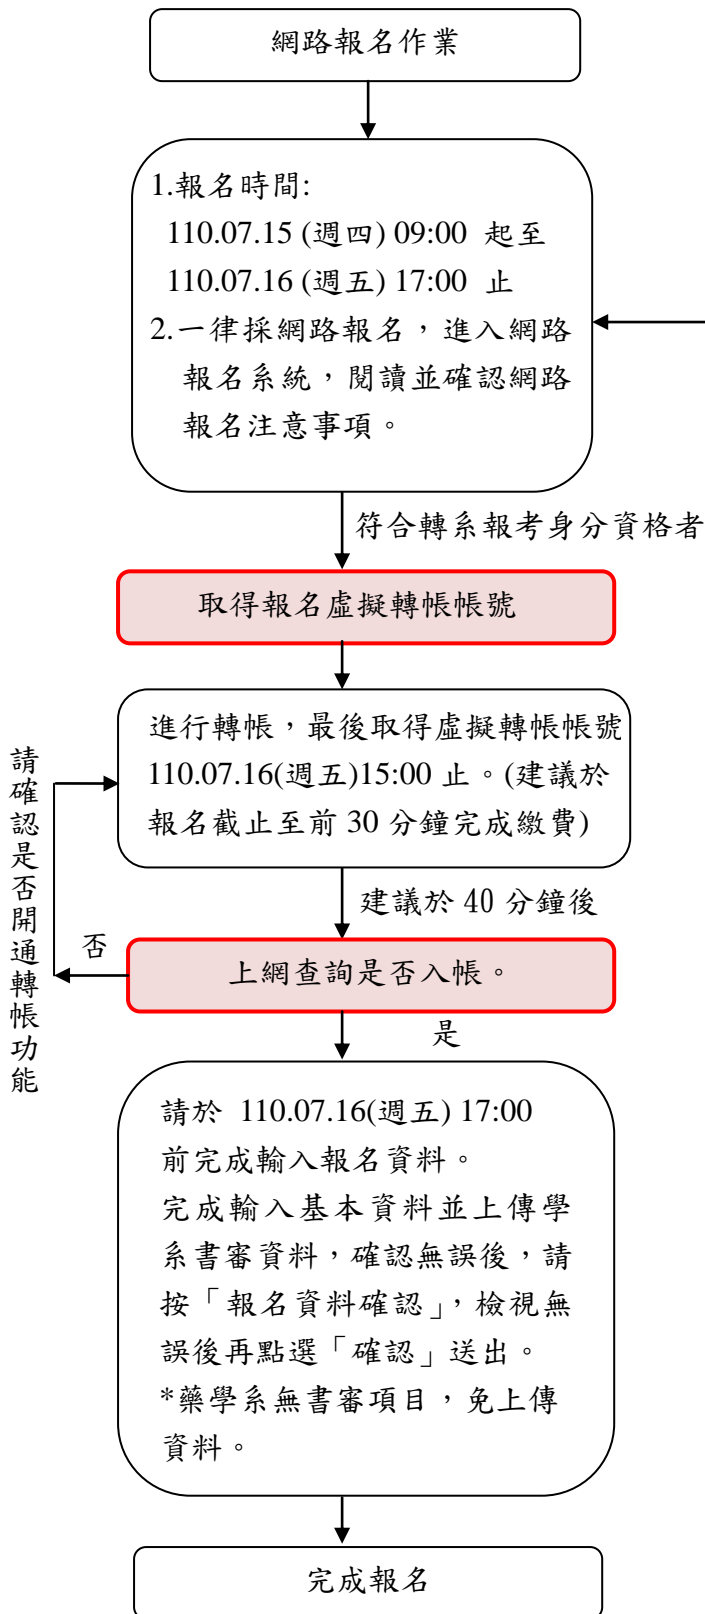 網路報名作業
1.報名時間:
110.07.15 (週四) 09:00 起至
110.07.16 (週五) 17:00 止
2.一律採網路報名，進入網路
報名系統，閱讀並確認網路
報名注意事項。
符合轉系報考身分資格者
取得報名虛擬轉帳帳號
進行轉帳，最後取得虛擬轉帳帳號
110.07.16(週五)15:00 止。(建議於
報名截止至前 30 分鐘完成繳費)
請確認是否開通轉帳功能
建議於 40 分鐘後
否
上網查詢是否入帳。
是
請於 110.07.16(週五) 17:00
前完成輸入報名資料。
完成輸入基本資料並上傳學
系書審資料，確認無誤後，請
按「報名資料確認」，檢視無
誤後再點選「確認」送出。
*藥學系無書審項目，免上傳
資料。
完成報名